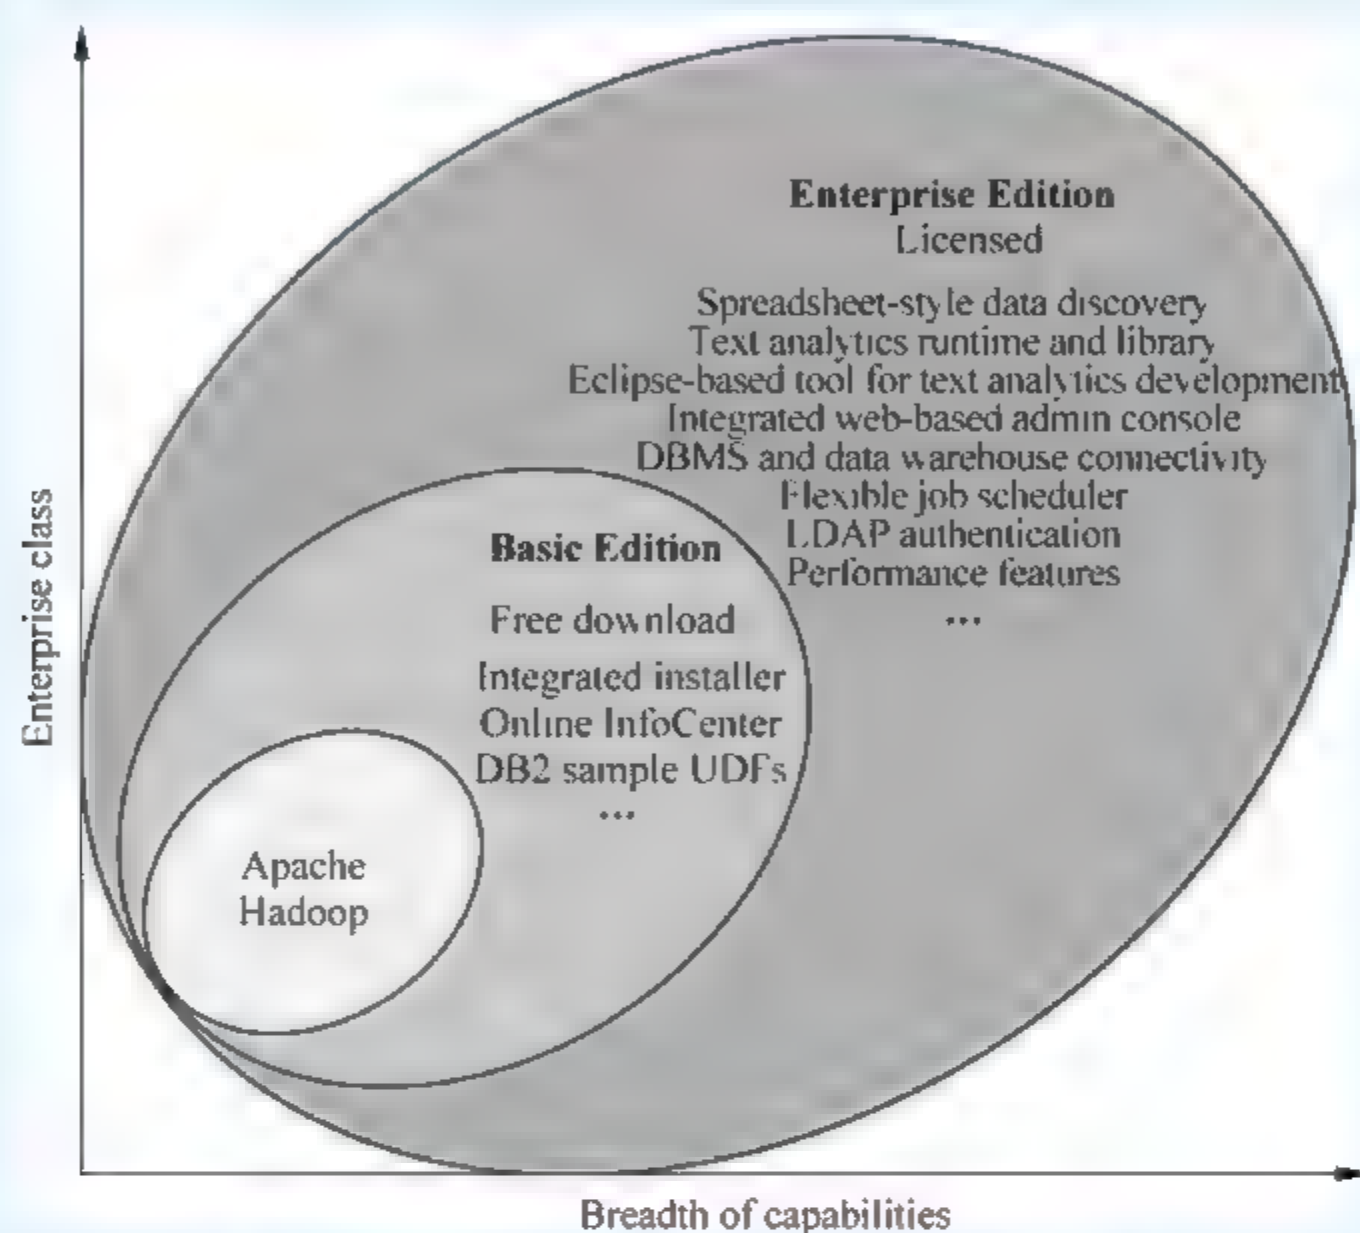 Enterprise Edition
Licensed
Spreadsheet-style data discovery
Text analytics runtime and library
Eclipse-based tool for text analytics development
Integrated web-based admin console
DBMS and data warehouse connectivity
Flexible job scheduler
LDAP authentication
Performance features
...
Basic Edition
Free download
Integrated installer
Online InfoCenter
DB2 sample UDFs
...
Apache
Hadoop
Enterprise class
Breadth of capabilities